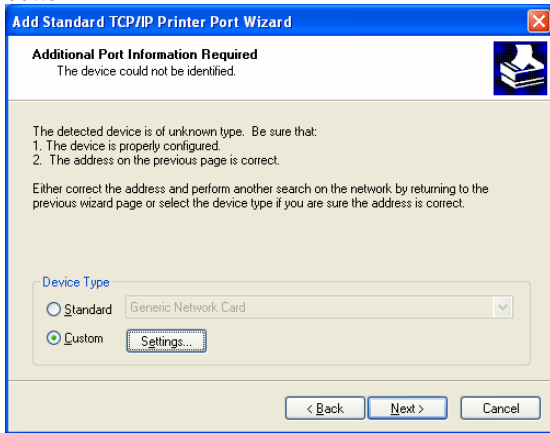 Add Standard TCP/IP Printer Port Wizard
Additional Port Information Required
The device could not be identified.
The detected device is of unknown type. Be sure that:
1. The device is properly configured.
2. The address on the previous page is correct.
Either correct the address and perform another search on the network by returning to the
previous wizard page or select the device type if you are sure the address is correct.
Device Type
Standard
Generic Network Card
Custom
Settings...
< Back
Next >
Cancel